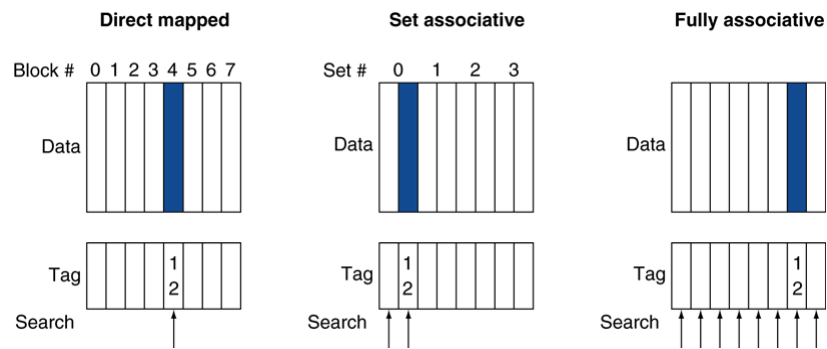 Direct mapped Set associative Fully associative
Block # 0 1 2 3 4 5 6 7 Set # 0 1 2 3
Data Data Data
1 1 1
Tag Tag Tag
2 2 2
Search Search Search